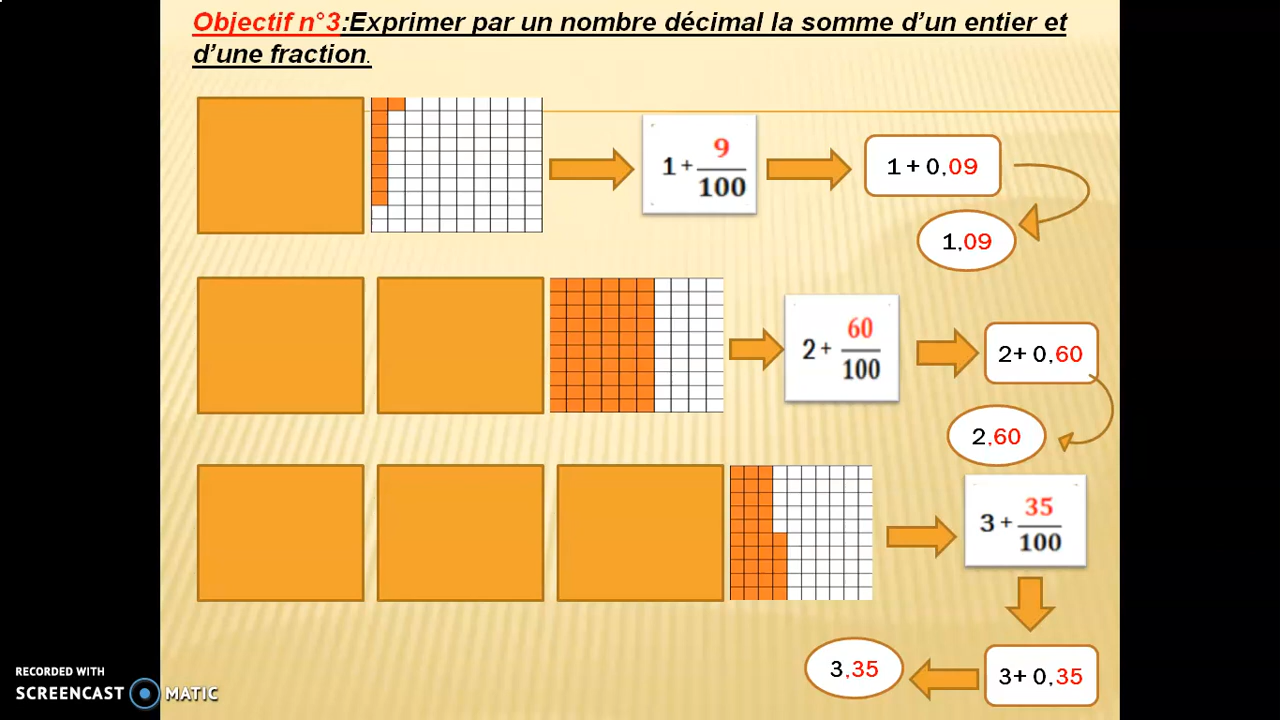 Objectif n°3:Exprimer par un nombre décimal la somme d'un entier et
d'une fraction.
1 + 9/100
1 + 0,09
1,09
2 + 60/100
2+ 0,60
2,60
3 + 35/100
3+ 0,35
3,35
RECORDED WITH
SCREENCAST MATIC